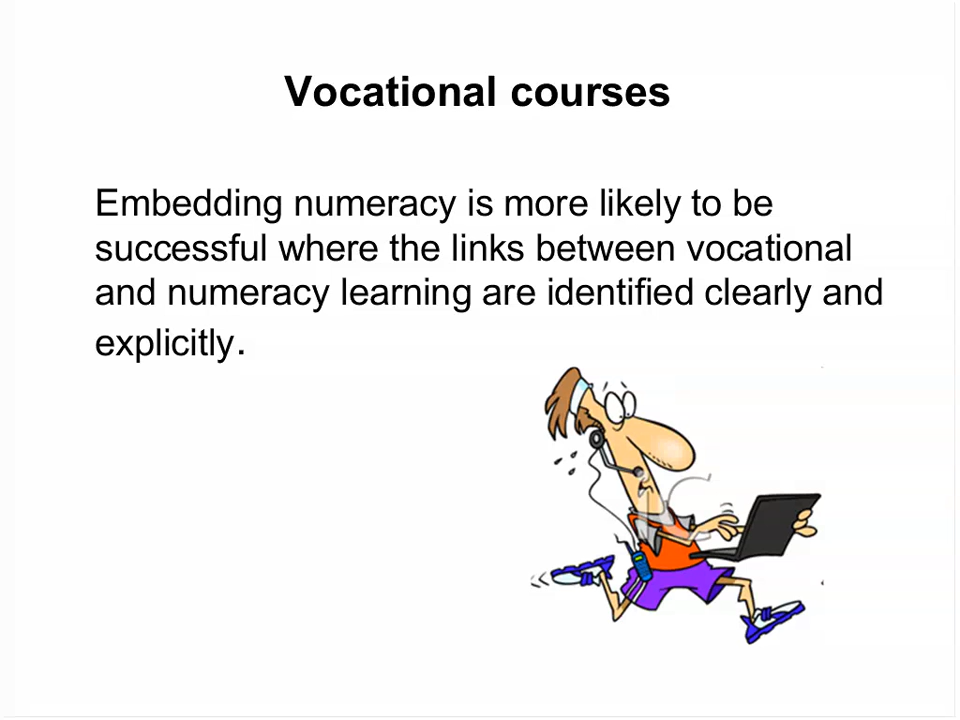 Vocational courses
Embedding numeracy is more likely to be
successful where the links between vocational
and numeracy learning are identified clearly and
explicitly.